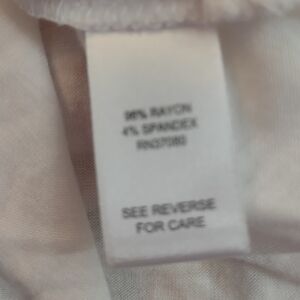 96% RAYON
4% SPANDEX
RN37080
SEE REVERSE
FOR CARE